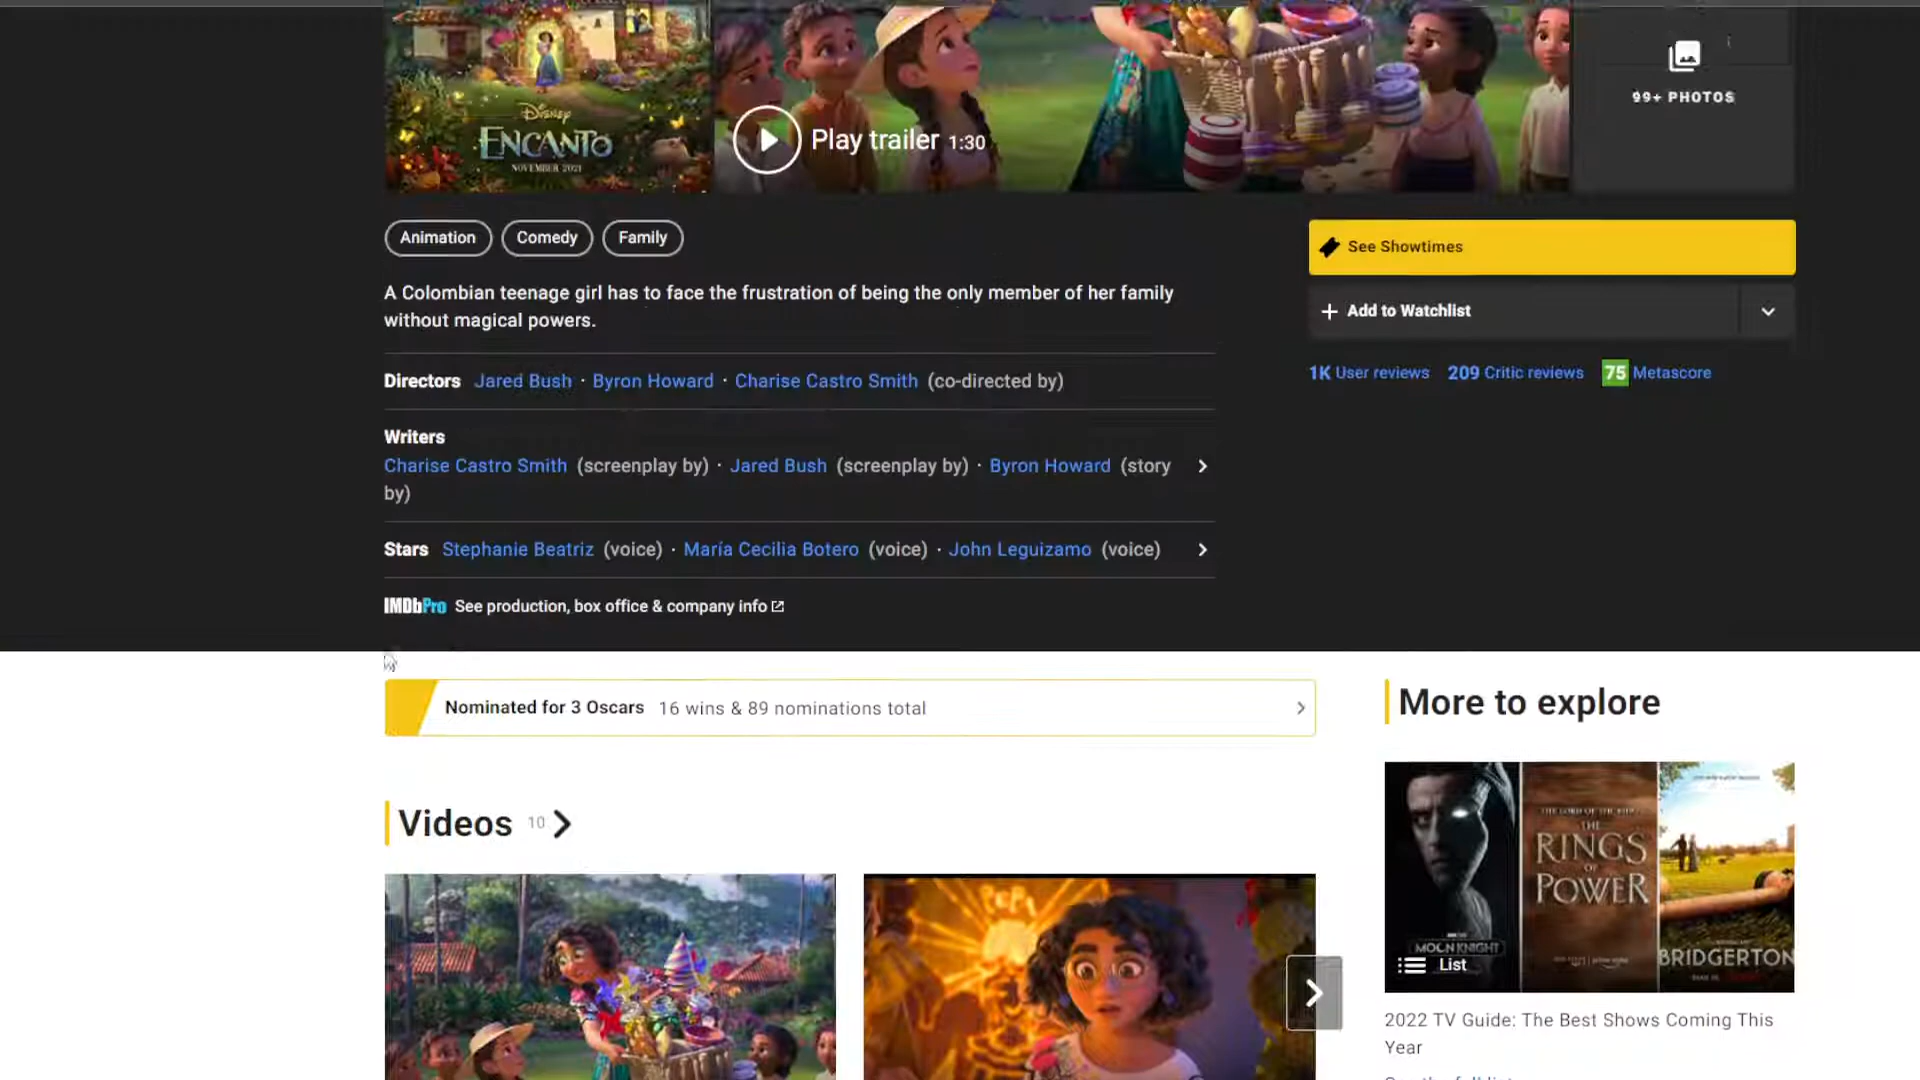 Disney
ENCANTO
NOVEMBER 2021
Play trailer 1:30
99+ PHOTOS
Animation
Comedy
Family
See Showtimes
A Colombian teenage girl has to face the frustration of being the only member of her family
without magical powers.
Add to Watchlist
1K User reviews 209 Critic reviews 75 Metascore
Directors Jared Bush · Byron Howard · Charise Castro Smith (co-directed by)
Writers
Charise Castro Smith (screenplay by) · Jared Bush (screenplay by) · Byron Howard (story
by)
Stars Stephanie Beatriz (voice) · María Cecilia Botero (voice) · John Leguizamo (voice)
IMDbPro See production, box office & company info
Nominated for 3 Oscars 16 wins & 89 nominations total
More to explore
Videos 10
PEPA
THE LORD OF THE RINGS
THE
RINGS
OF
POWER
MOON KNIGHT
BRIDGERTON
List
2022 TV Guide: The Best Shows Coming This
Year